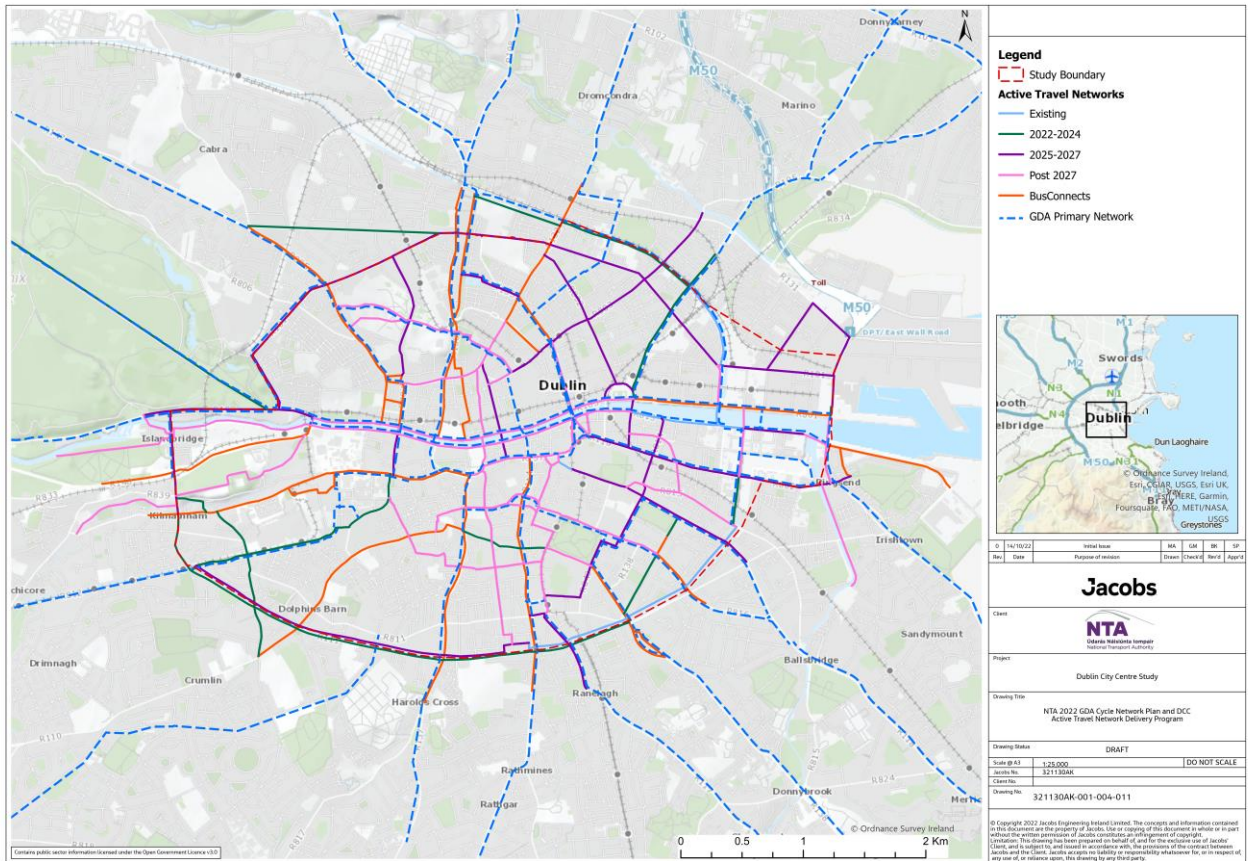 N
Donnycarney
R102
M50
Dromcondra
Marino
Cabra
R834
R131
Toll
M50
DPT/ East Wall Road
R806
Dublin
Islandbridge
R833
R839
Kilmainham
Ringsend
Irishtown
R138
chicore
Dolphins Barn
R811
Sandymount
Drimnagh
Ballsbridge
Crumlin
Ranelagh
Harolds Cross
R110
Rathmines
R815
R824
Donnybrook
Rathgar
Merri
R817
© Ordnance Survey Ireland
0 0.5 1 2 Km
Contains public sector information licensed under the Open Government Licence v3.0
Legend
Study Boundary
Active Travel Networks
Existing
2022-2024
2025-2027
Post 2027
BusConnects
GDA Primary Network
M1
Swords
M2
N3
N1
nooth
N4
Dublin
elbridge
Dun Laoghaire
M50
N31
© Ordnance Survey Ireland,
Esri, CGIAR, USGS, Esri UK,
Esri, HERE, Garmin,
Foursquare, FAO, METI/NASA,
USGS
Bray
Greystones
0 14/10/22 Initial Issue MA GM BK SP
Rev. Date Purpose of revision Drawn Check'd Rev'd Appr'd
Jacobs
Client
NTA
Údarás Náisiúnta Iompair
National Transport Authority
Project
Dublin City Centre Study
Drawing Title
NTA 2022 GDA Cycle Network Plan and DCC
Active Travel Network Delivery Program
Drawing Status DRAFT
Scale @ A3 1:25,000 DO NOT SCALE
Jacobs No. 321130AK
Client No.
Drawing No. 321130AK-001-004-011
© Copyright 2022 Jacobs Engineering Ireland Limited. The concepts and information contained
in this document are the property of Jacobs. Use or copying of this document in whole or in part
without the written permission of Jacobs constitutes an infringement of copyright.
Limitation: This drawing has been prepared on behalf of, and for the exclusive use of Jacobs'
Client, and is subject to, and issued in accordance with, the provisions of the contract between
Jacobs and the Client. Jacobs accepts no liability or responsibility whatsoever for, or in respect of,
any use of, or reliance upon, this drawing by any third party.